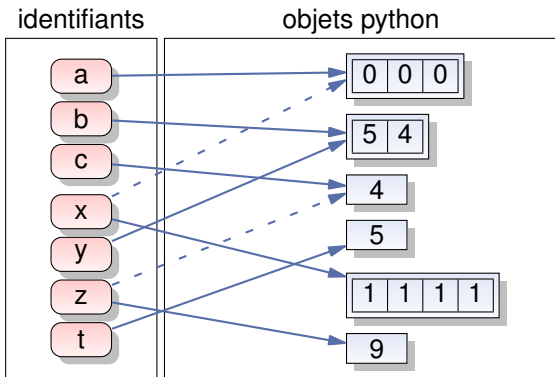 identifiants
objets python
a
0 0 0
b
5 4
c
4
x
5
y
z
1 1 1 1
t
9